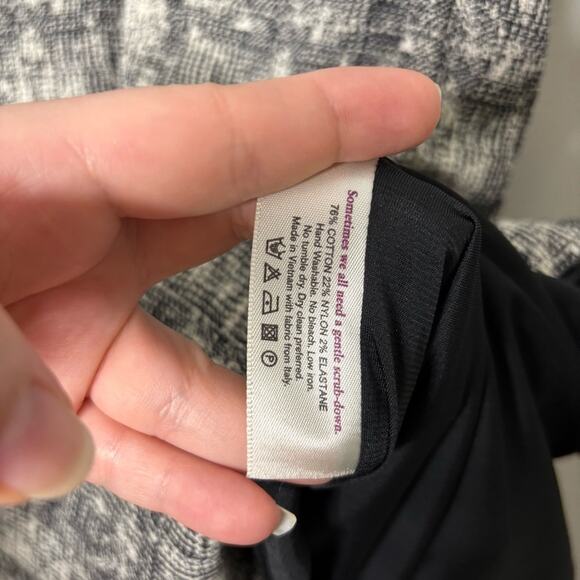 Sometimes we all need a gentle scrub-down.
76% COTTON 22% NYLON 2% ELASTANE
Hand Washable. No bleach. Low iron.
No tumble dry. Dry clean preferred.
Made in Vietnam with fabric from Italy.
P